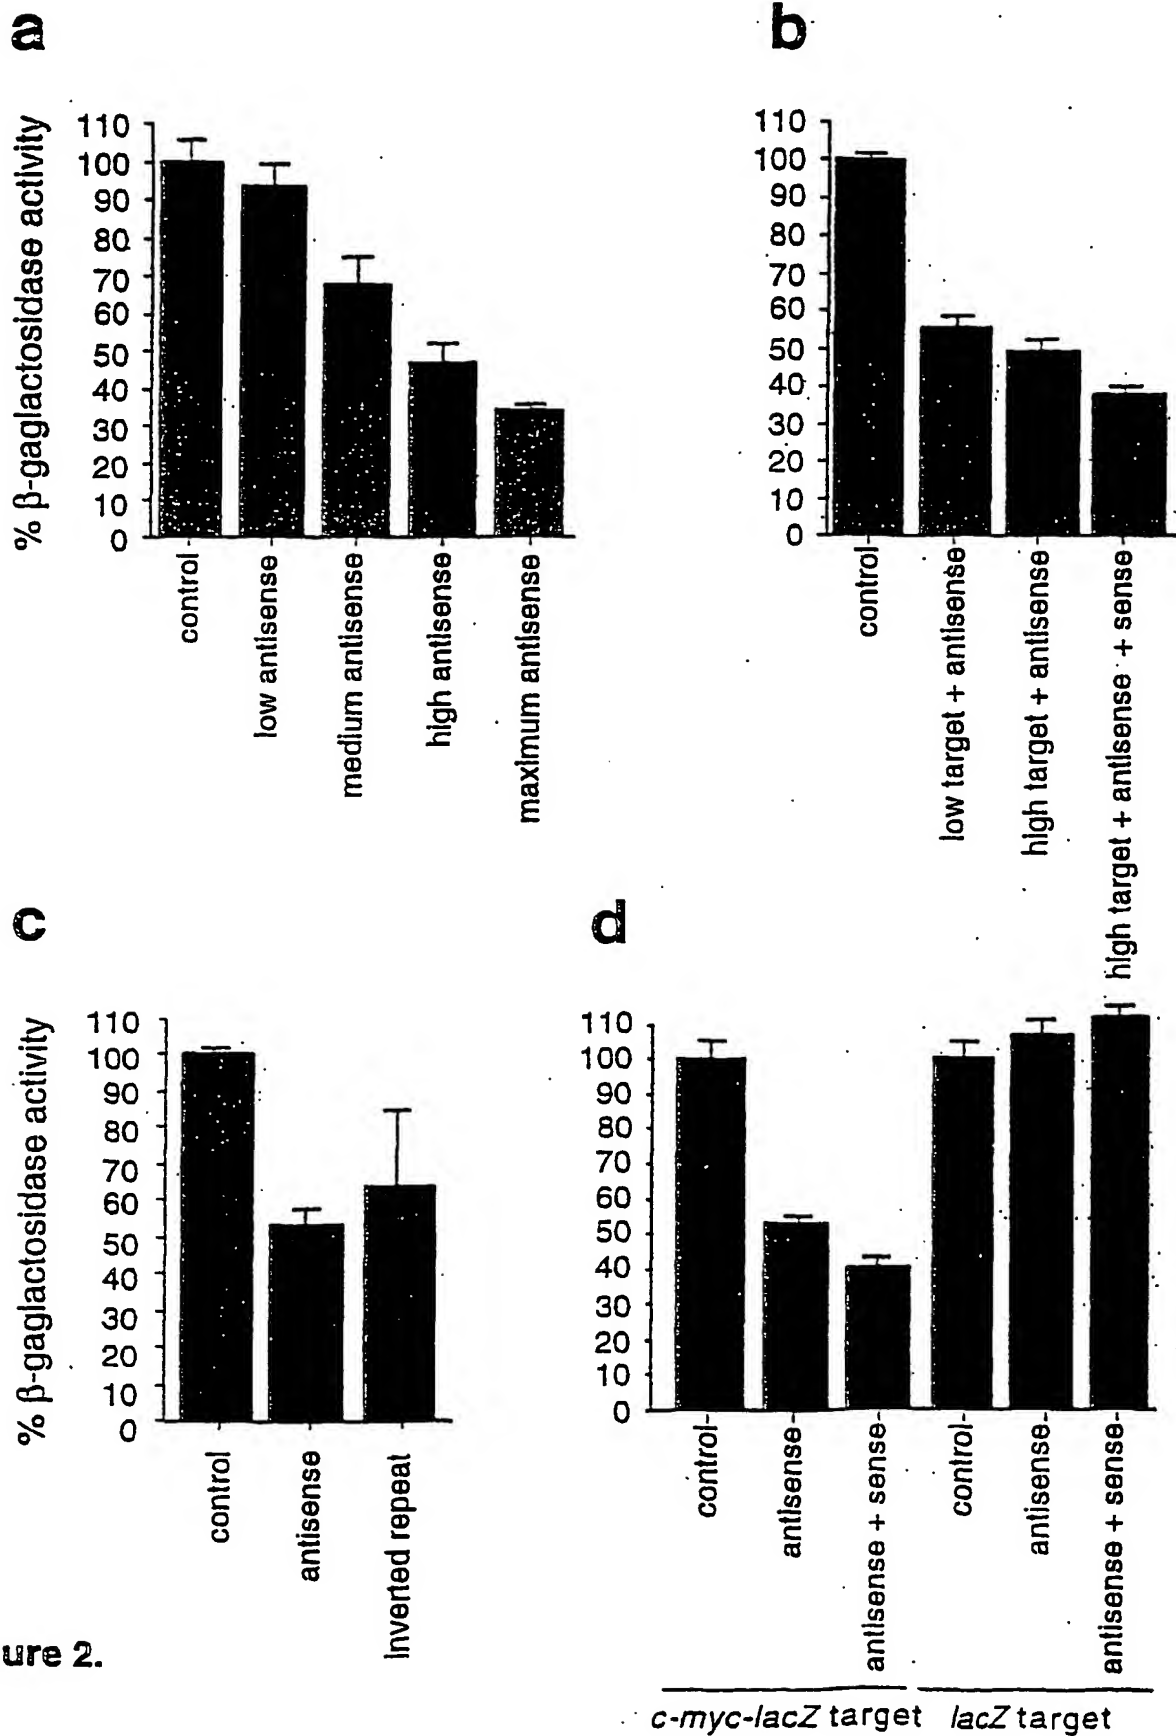 a
% β-gaglactosidase activity
110
100
90
80
70
60
50
40
30
20
10
0
control
low antisense
medium antisense
high antisense
maximum antisense
b
110
100
90
80
70
60
50
40
30
20
10
0
control
low target + antisense
high target + antisense
high target + antisense + sense
c
% β-gaglactosidase activity
110
100
90
80
70
60
50
40
30
20
10
0
control
antisense
inverted repeat
d
110
100
90
80
70
60
50
40
30
20
10
0
control
antisense
antisense + sense
control
antisense
antisense + sense
c-myc-lacZ target
lacZ target
ure 2.